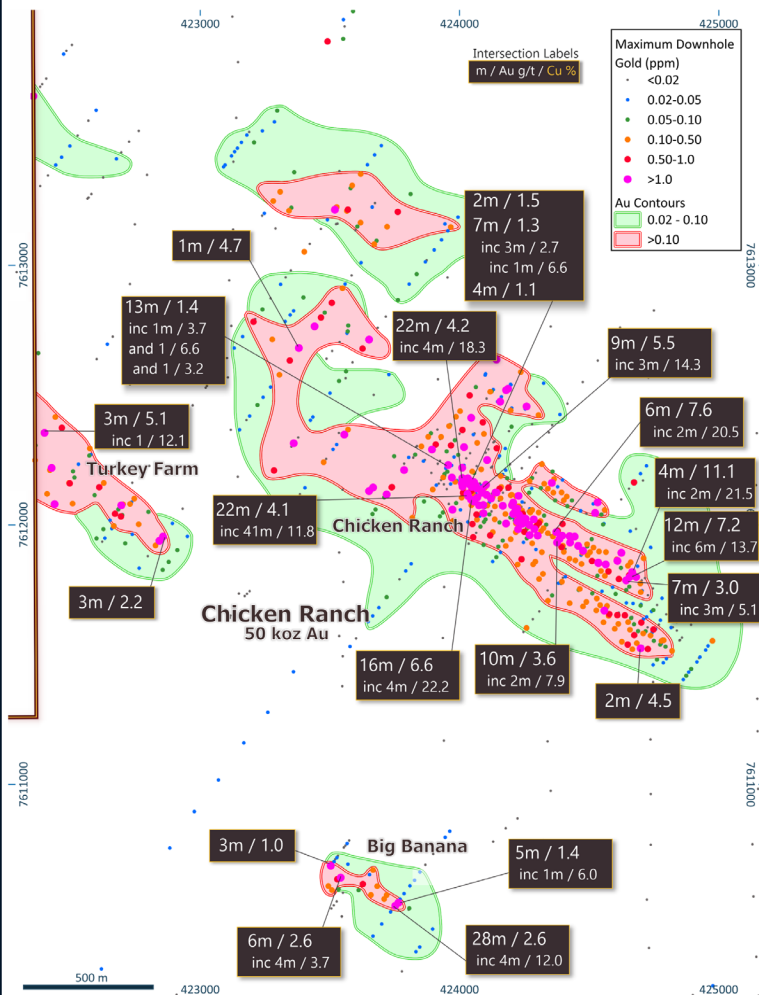 423000
424000
425000
Intersection Labels
m / Au g/t / Cu %
Maximum Downhole
Gold (ppm)
<0.02
0.02-0.05
0.05-0.10
0.10-0.50
0.50-1.0
>1.0
Au Contours
0.02 - 0.10
>0.10
7613000
7613000
2m / 1.5
7m / 1.3
inc 3m / 2.7
inc 1m / 6.6
4m / 1.1
1m / 4.7
13m / 1.4
inc 1m / 3.7
and 1 / 6.6
and 1 / 3.2
22m / 4.2
inc 4m / 18.3
9m / 5.5
inc 3m / 14.3
3m / 5.1
inc 1 / 12.1
6m / 7.6
inc 2m / 20.5
Turkey Farm
4m / 11.1
inc 2m / 21.5
22m / 4.1
inc 41m / 11.8
Chicken Ranch
12m / 7.2
inc 6m / 13.7
7612000
3m / 2.2
7m / 3.0
inc 3m / 5.1
Chicken Ranch
50 koz Au
16m / 6.6
inc 4m / 22.2
10m / 3.6
inc 2m / 7.9
2m / 4.5
7611000
7611000
3m / 1.0
Big Banana
5m / 1.4
inc 1m / 6.0
6m / 2.6
inc 4m / 3.7
28m / 2.6
inc 4m / 12.0
500 m
423000
424000
425000